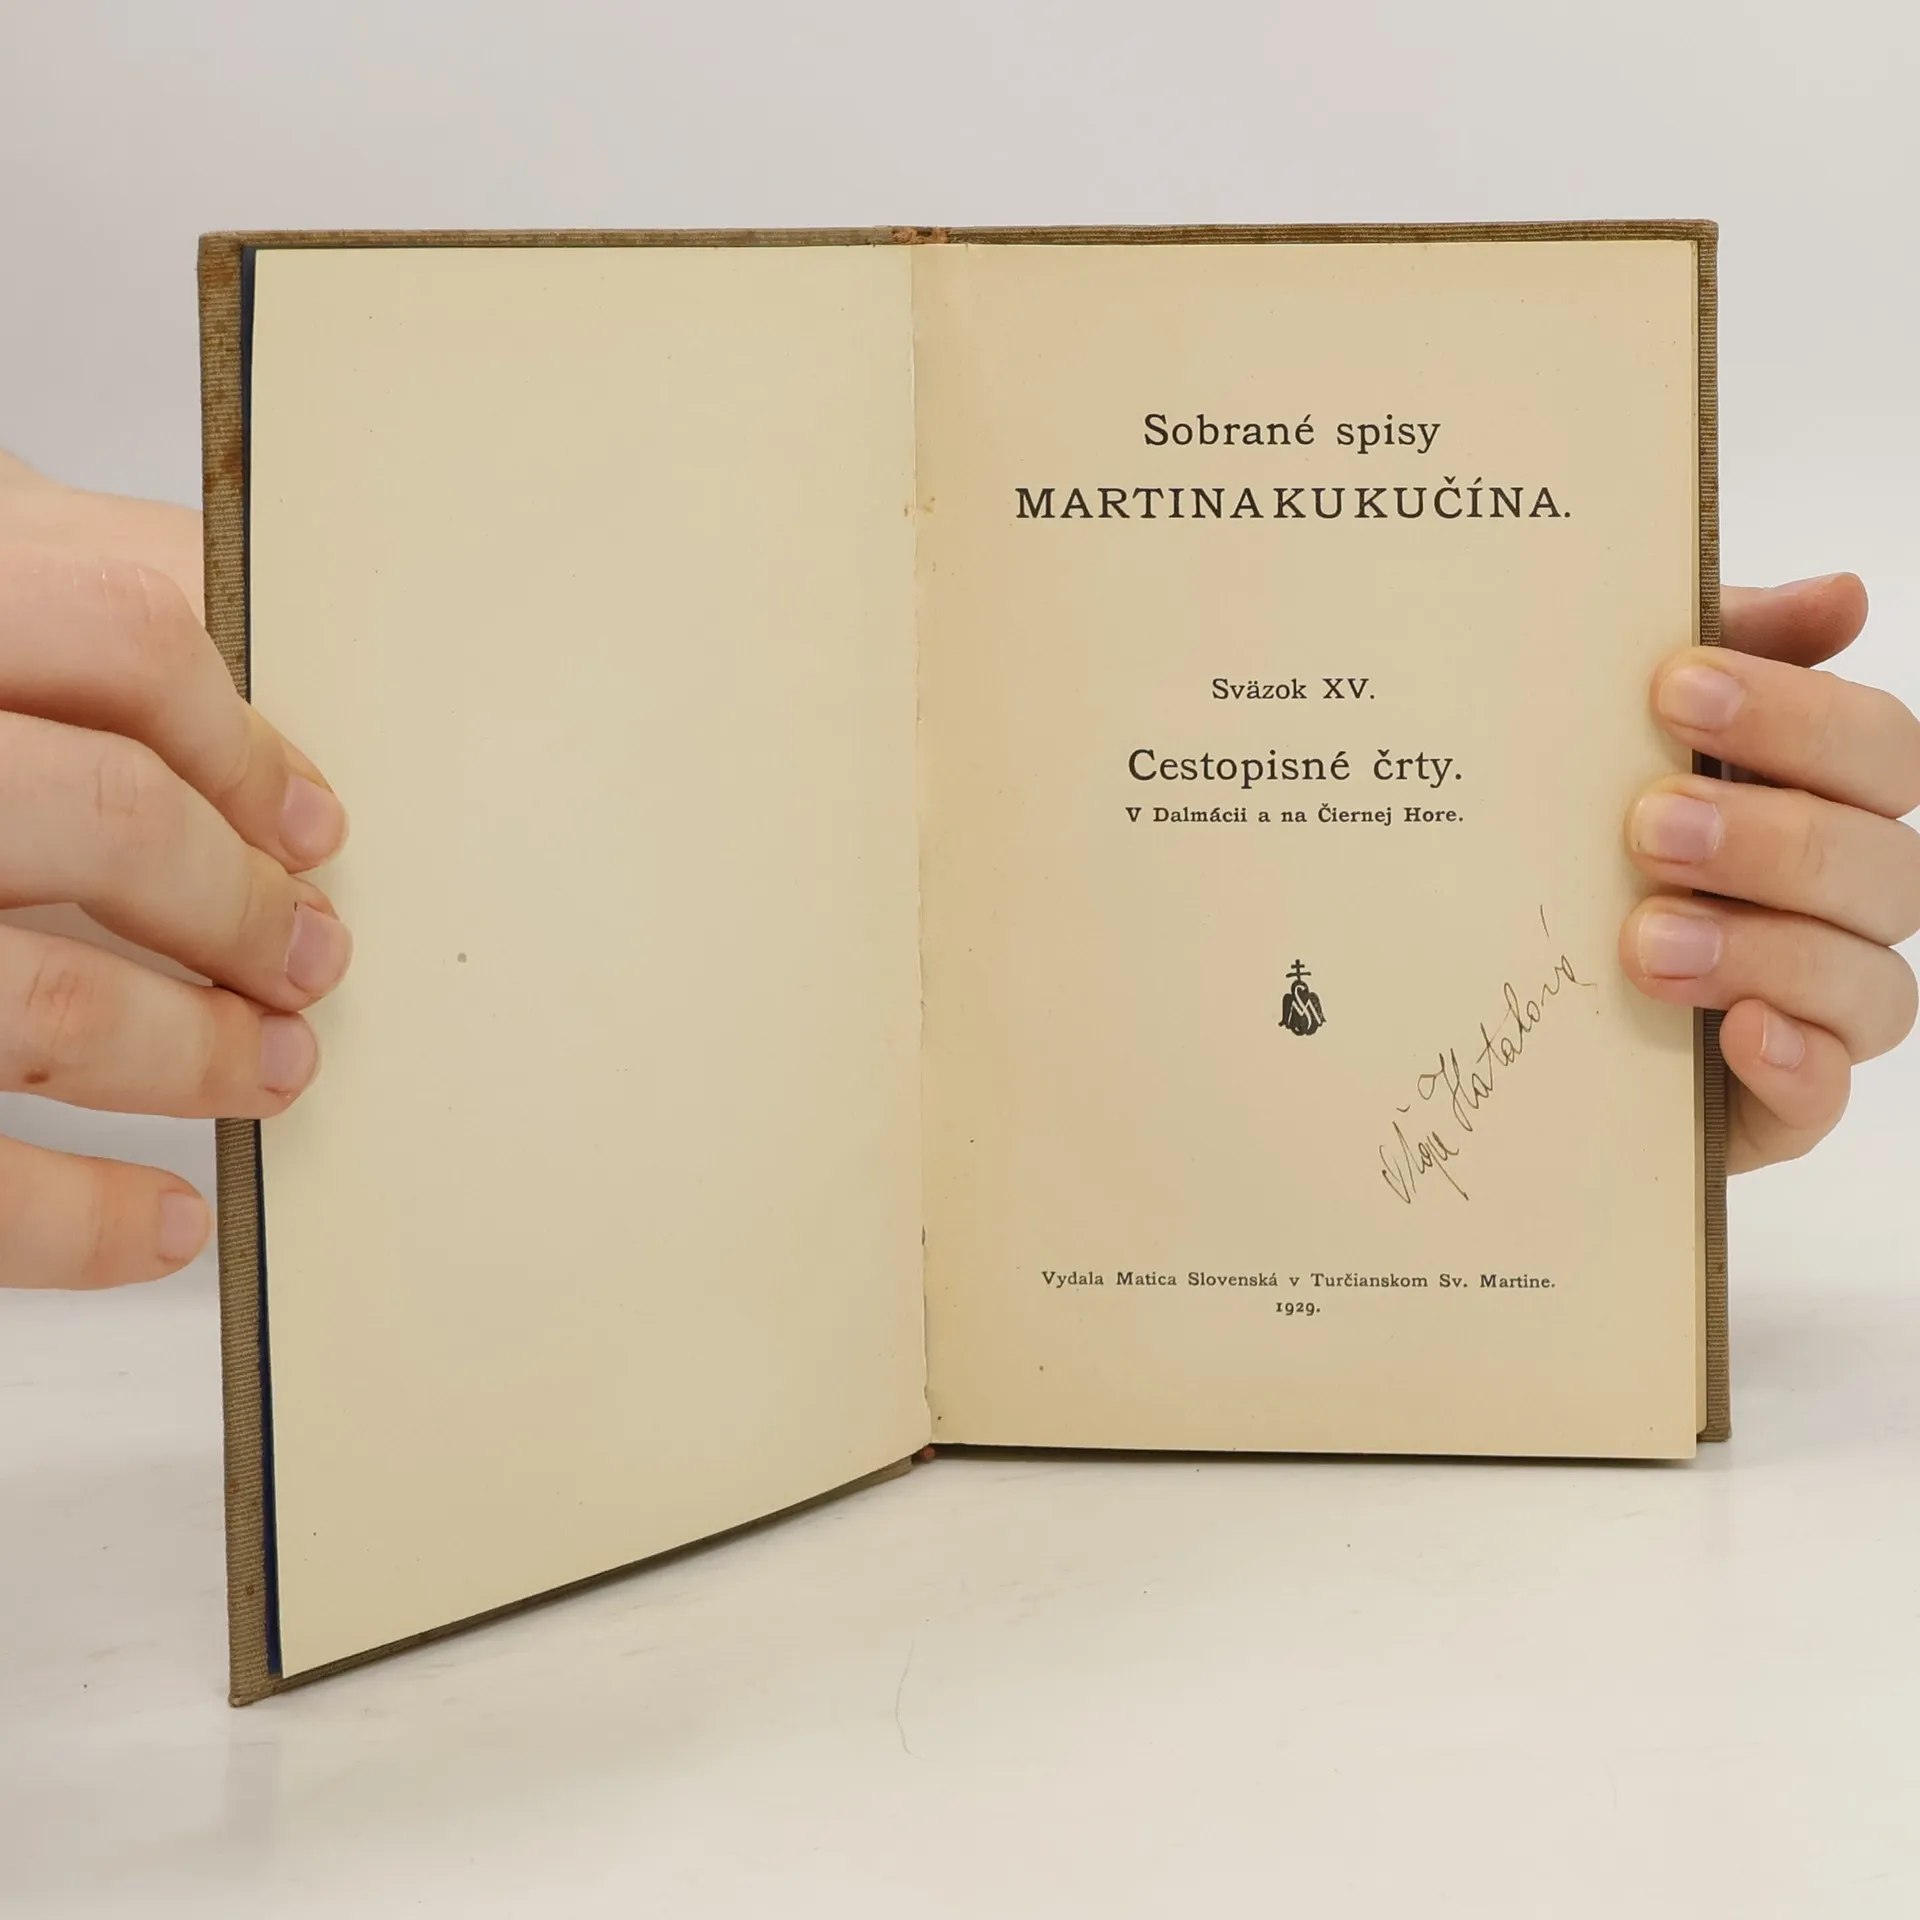 Sobrané spisy
MARTINA KUKUČÍNA.
Sväzok XV.
Cestopisné črty.
V Dalmácii a na Čiernej Hore.
Vydala Matica Slovenská v Turčianskom Sv. Martine.
1929.